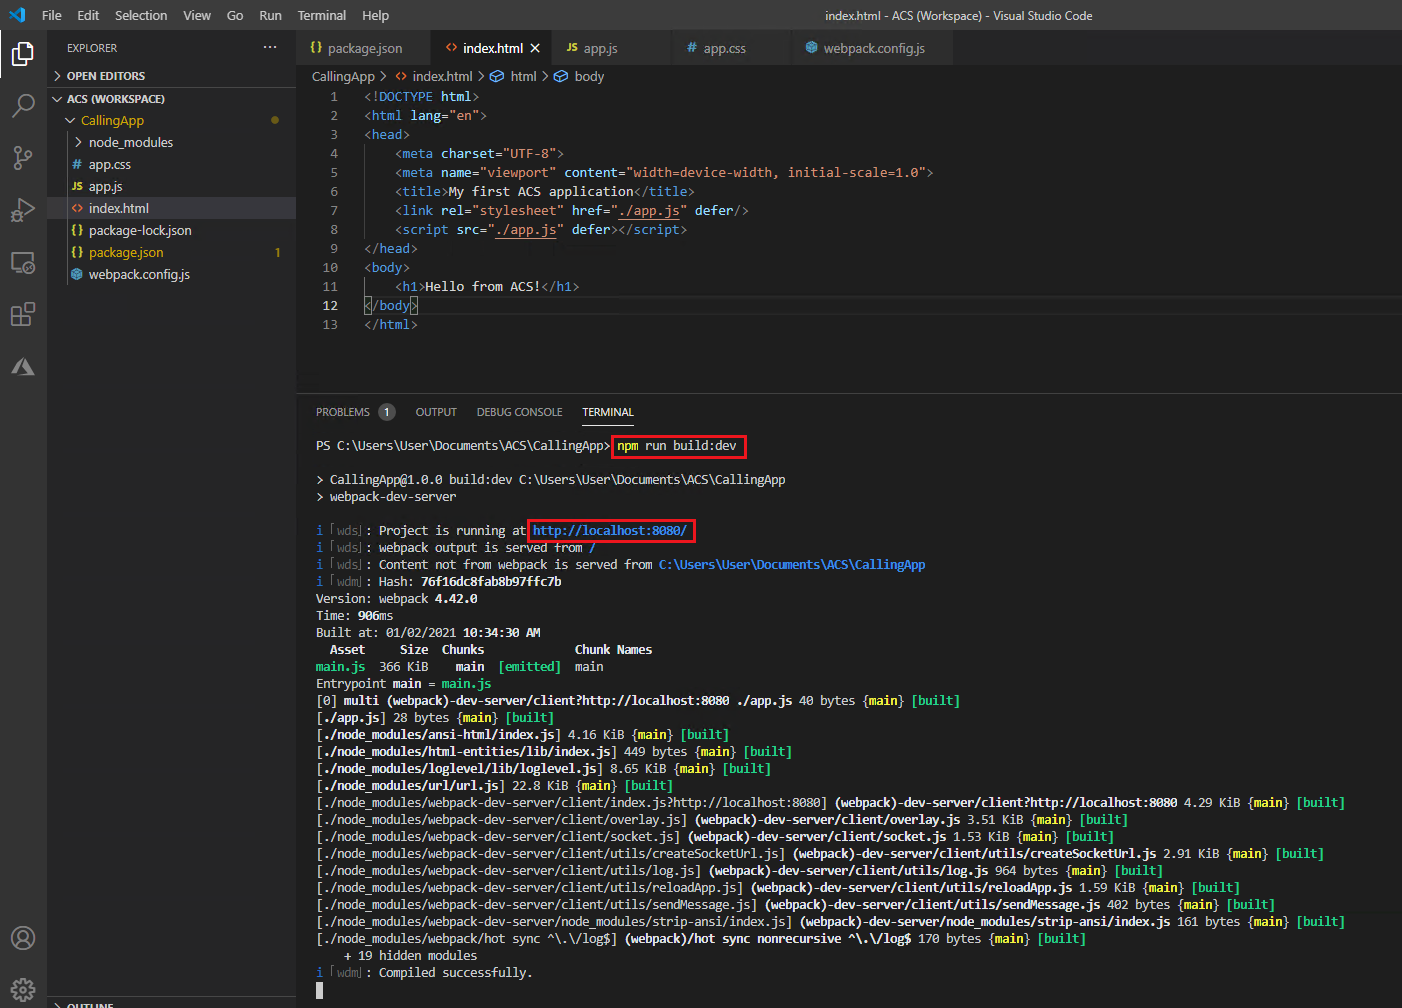 File Edit Selection View Go Run Terminal Help
index.html - ACS (Workspace) - Visual Studio Code
EXPLORER ...
OPEN EDITORS
ACS (WORKSPACE)
CallingApp
node_modules
# app.css
JS app.js
<> index.html
{} package-lock.json
{} package.json 1
webpack.config.js
OUTLINE
{} package.json <> index.html × JS app.js # app.css webpack.config.js
CallingApp > <> index.html > html > body
1 <!DOCTYPE html>
2 <html lang="en">
3 <head>
4 <meta charset="UTF-8">
5 <meta name="viewport" content="width=device-width, initial-scale=1.0">
6 <title>My first ACS application</title>
7 <link rel="stylesheet" href="./app.js" defer/>
8 <script src="./app.js" defer></script>
9 </head>
10 <body>
11 <h1>Hello from ACS!</h1>
12 </body>
13 </html>
PROBLEMS 1 OUTPUT DEBUG CONSOLE TERMINAL
PS C:\Users\User\Documents\ACS\CallingApp> npm run build:dev
> CallingApp@1.0.0 build:dev C:\Users\User\Documents\ACS\CallingApp
> webpack-dev-server
i ｢wds｣: Project is running at http://localhost:8080/
i ｢wds｣: webpack output is served from /
i ｢wds｣: Content not from webpack is served from C:\Users\User\Documents\ACS\CallingApp
i ｢wdm｣: Hash: 76f16dc8fab8b97ffc7b
Version: webpack 4.42.0
Time: 906ms
Built at: 01/02/2021 10:34:30 AM
Asset Size Chunks Chunk Names
main.js 366 KiB main [emitted] main
Entrypoint main = main.js
[0] multi (webpack)-dev-server/client?http://localhost:8080 ./app.js 40 bytes {main} [built]
[./app.js] 28 bytes {main} [built]
[./node_modules/ansi-html/index.js] 4.16 KiB {main} [built]
[./node_modules/html-entities/lib/index.js] 449 bytes {main} [built]
[./node_modules/loglevel/lib/loglevel.js] 8.65 KiB {main} [built]
[./node_modules/url/url.js] 22.8 KiB {main} [built]
[./node_modules/webpack-dev-server/client/index.js?http://localhost:8080] (webpack)-dev-server/client?http://localhost:8080 4.29 KiB {main} [built]
[./node_modules/webpack-dev-server/client/overlay.js] (webpack)-dev-server/client/overlay.js 3.51 KiB {main} [built]
[./node_modules/webpack-dev-server/client/socket.js] (webpack)-dev-server/client/socket.js 1.53 KiB {main} [built]
[./node_modules/webpack-dev-server/client/utils/createSocketUrl.js] (webpack)-dev-server/client/utils/createSocketUrl.js 2.91 KiB {main} [built]
[./node_modules/webpack-dev-server/client/utils/log.js] (webpack)-dev-server/client/utils/log.js 964 bytes {main} [built]
[./node_modules/webpack-dev-server/client/utils/reloadApp.js] (webpack)-dev-server/client/utils/reloadApp.js 1.59 KiB {main} [built]
[./node_modules/webpack-dev-server/client/utils/sendMessage.js] (webpack)-dev-server/client/utils/sendMessage.js 402 bytes {main} [built]
[./node_modules/webpack-dev-server/node_modules/strip-ansi/index.js] (webpack)-dev-server/node_modules/strip-ansi/index.js 161 bytes {main} [built]
[./node_modules/webpack/hot sync ^\.\/log$] (webpack)/hot sync nonrecursive ^\.\/log$ 170 bytes {main} [built]
+ 19 hidden modules
i ｢wdm｣: Compiled successfully.